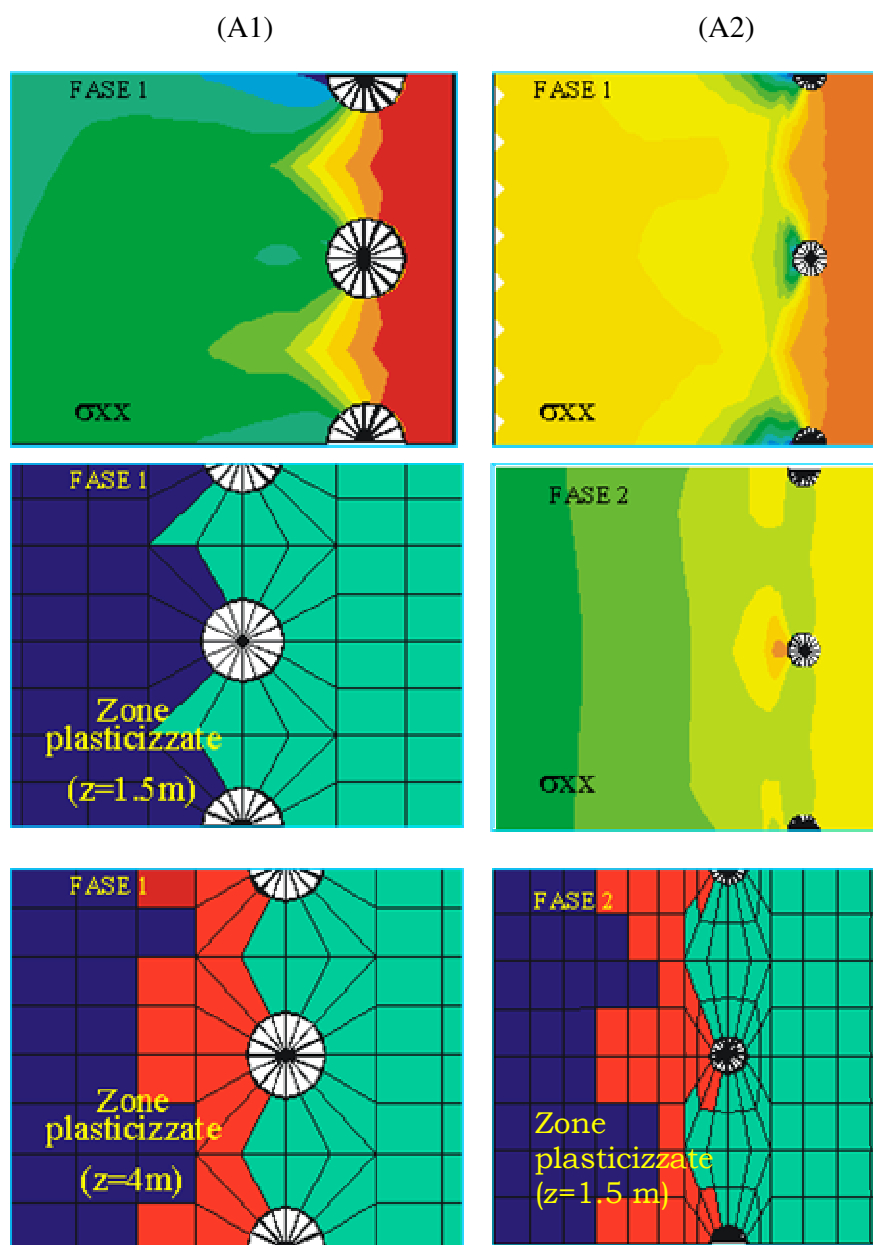 (A1)
(A2)
FASE 1
σxx
FASE 1
σxx
FASE 1
Zone
plasticizzate
(z=1.5m)
FASE 2
σxx
FASE 1
Zone
plasticizzate
(z=4m)
FASE 2
Zone
plasticizzate
(z=1.5 m)